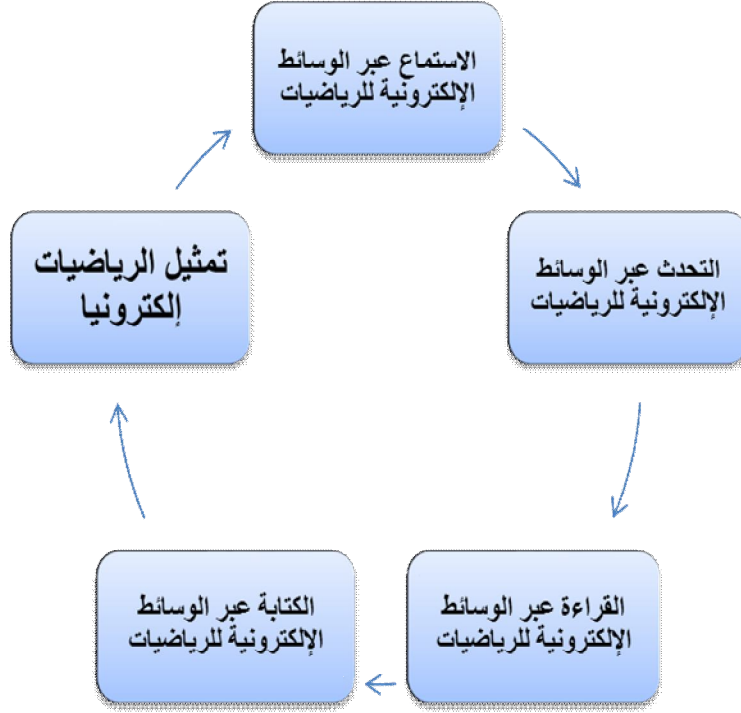 الاستماع عبر الوسائط
الإلكترونية للرياضيات
التحدث عبر الوسائط
الإلكترونية للرياضيات
القراءة عبر الوسائط
الإلكترونية للرياضيات
الكتابة عبر الوسائط
الإلكترونية للرياضيات
تمثيل الرياضيات
إلكترونيا